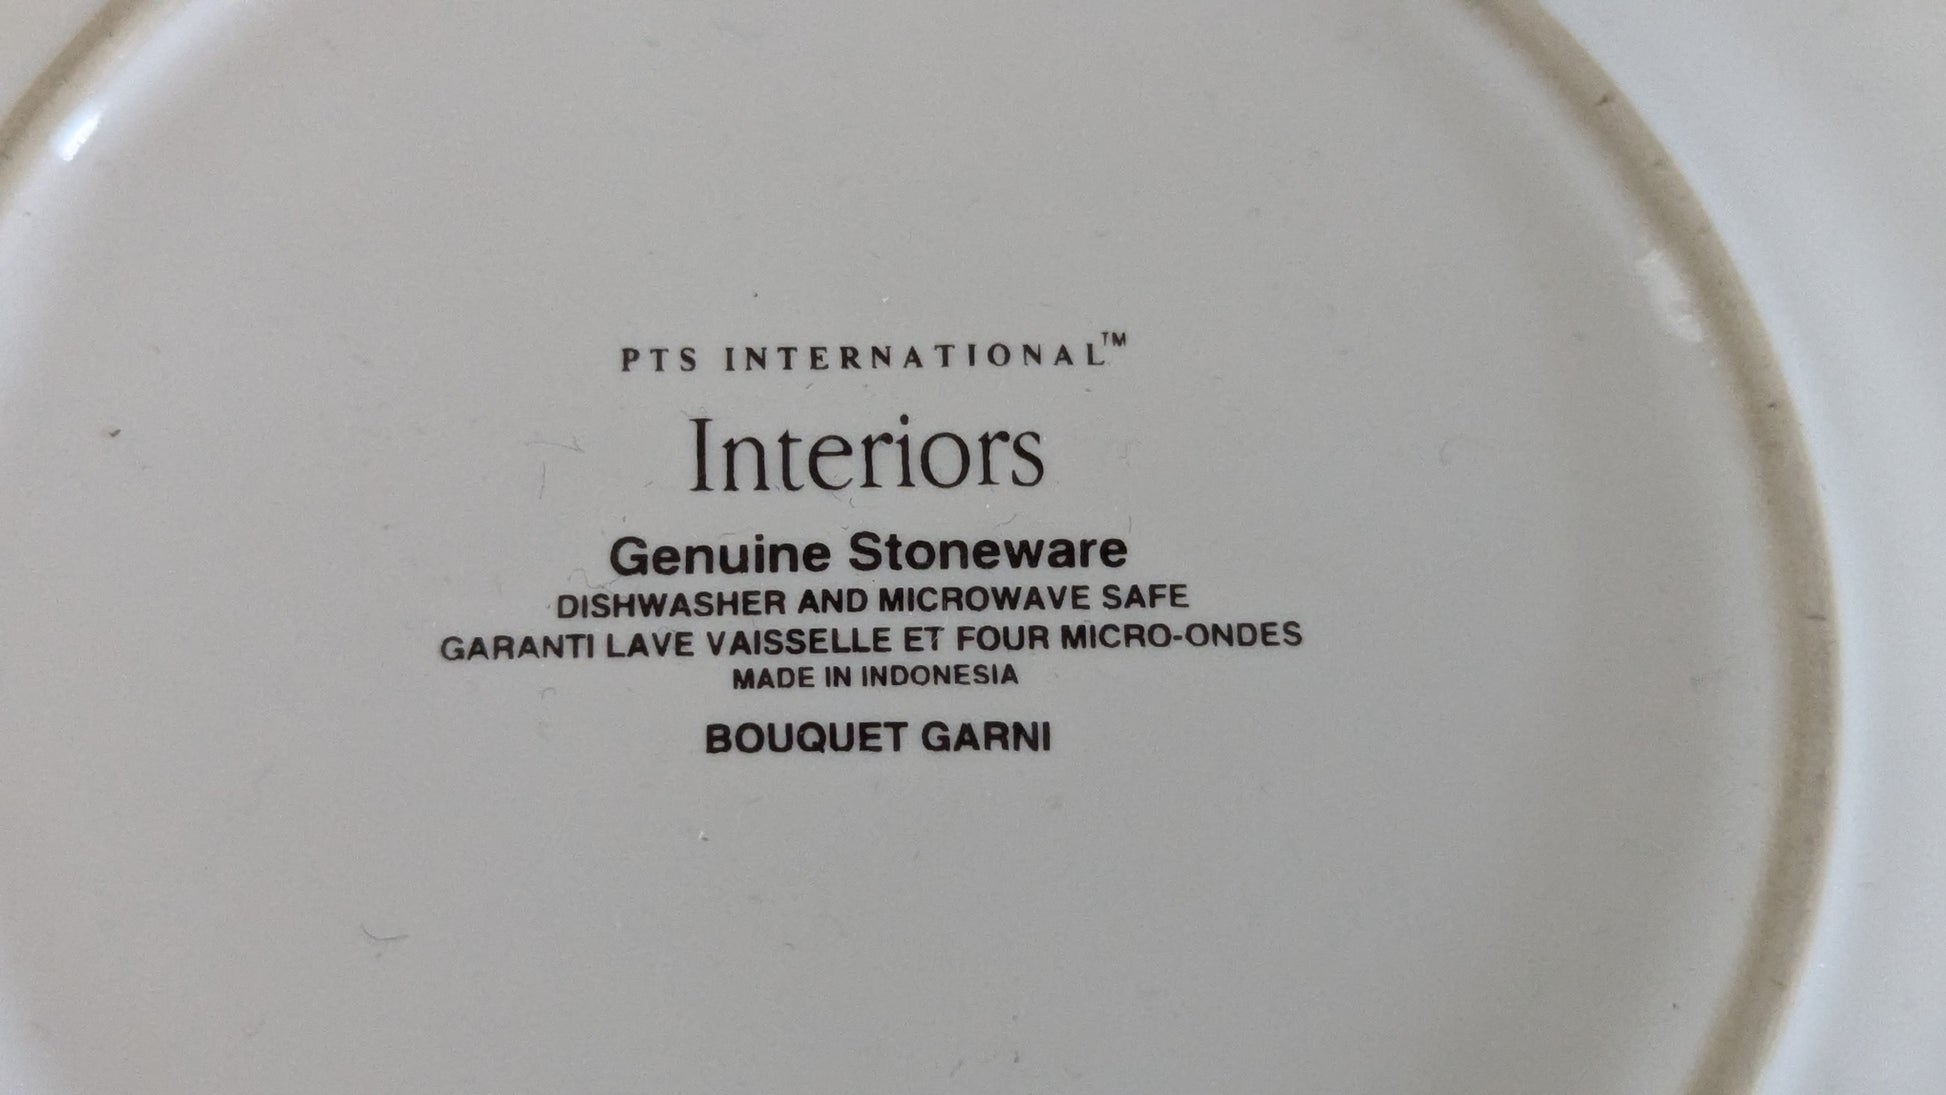 PTS INTERNATIONAL™
Interiors
Genuine Stoneware
DISHWASHER AND MICROWAVE SAFE
GARANTI LAVE VAISSELLE ET FOUR MICRO-ONDES
MADE IN INDONESIA
BOUQUET GARNI